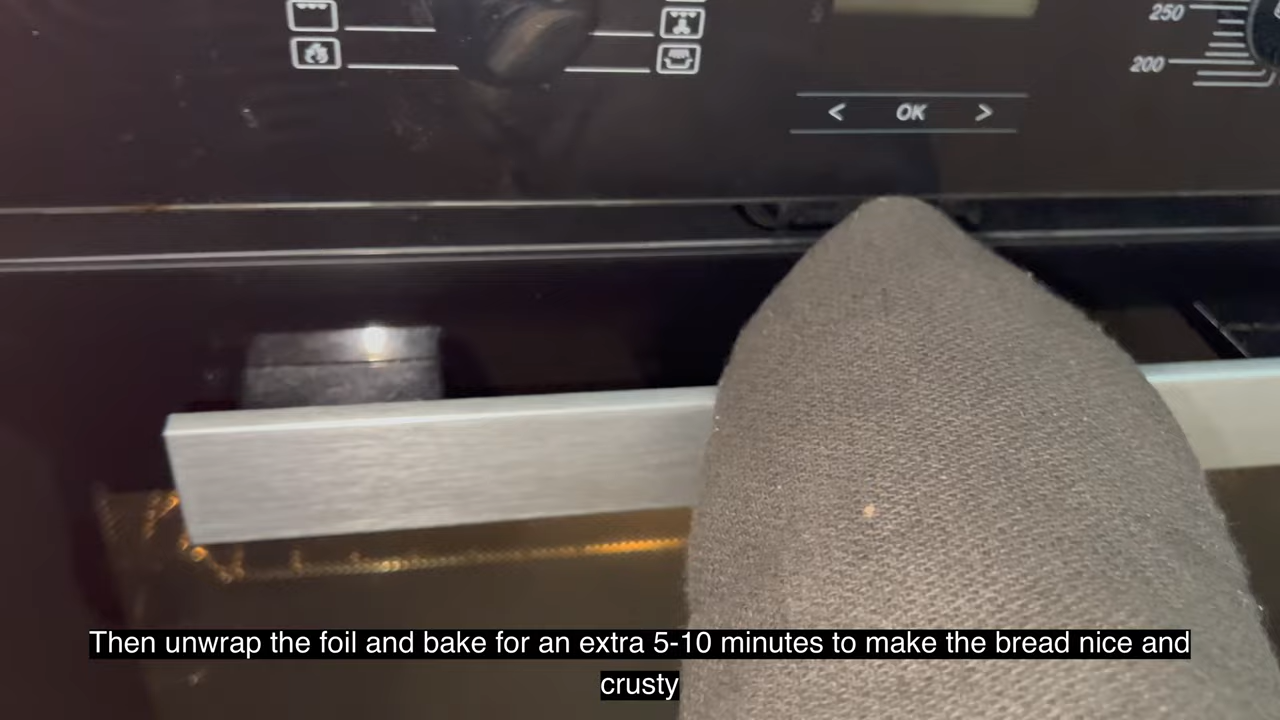 250
200
< OK >
Then unwrap the foil and bake for an extra 5-10 minutes to make the bread nice and
crusty